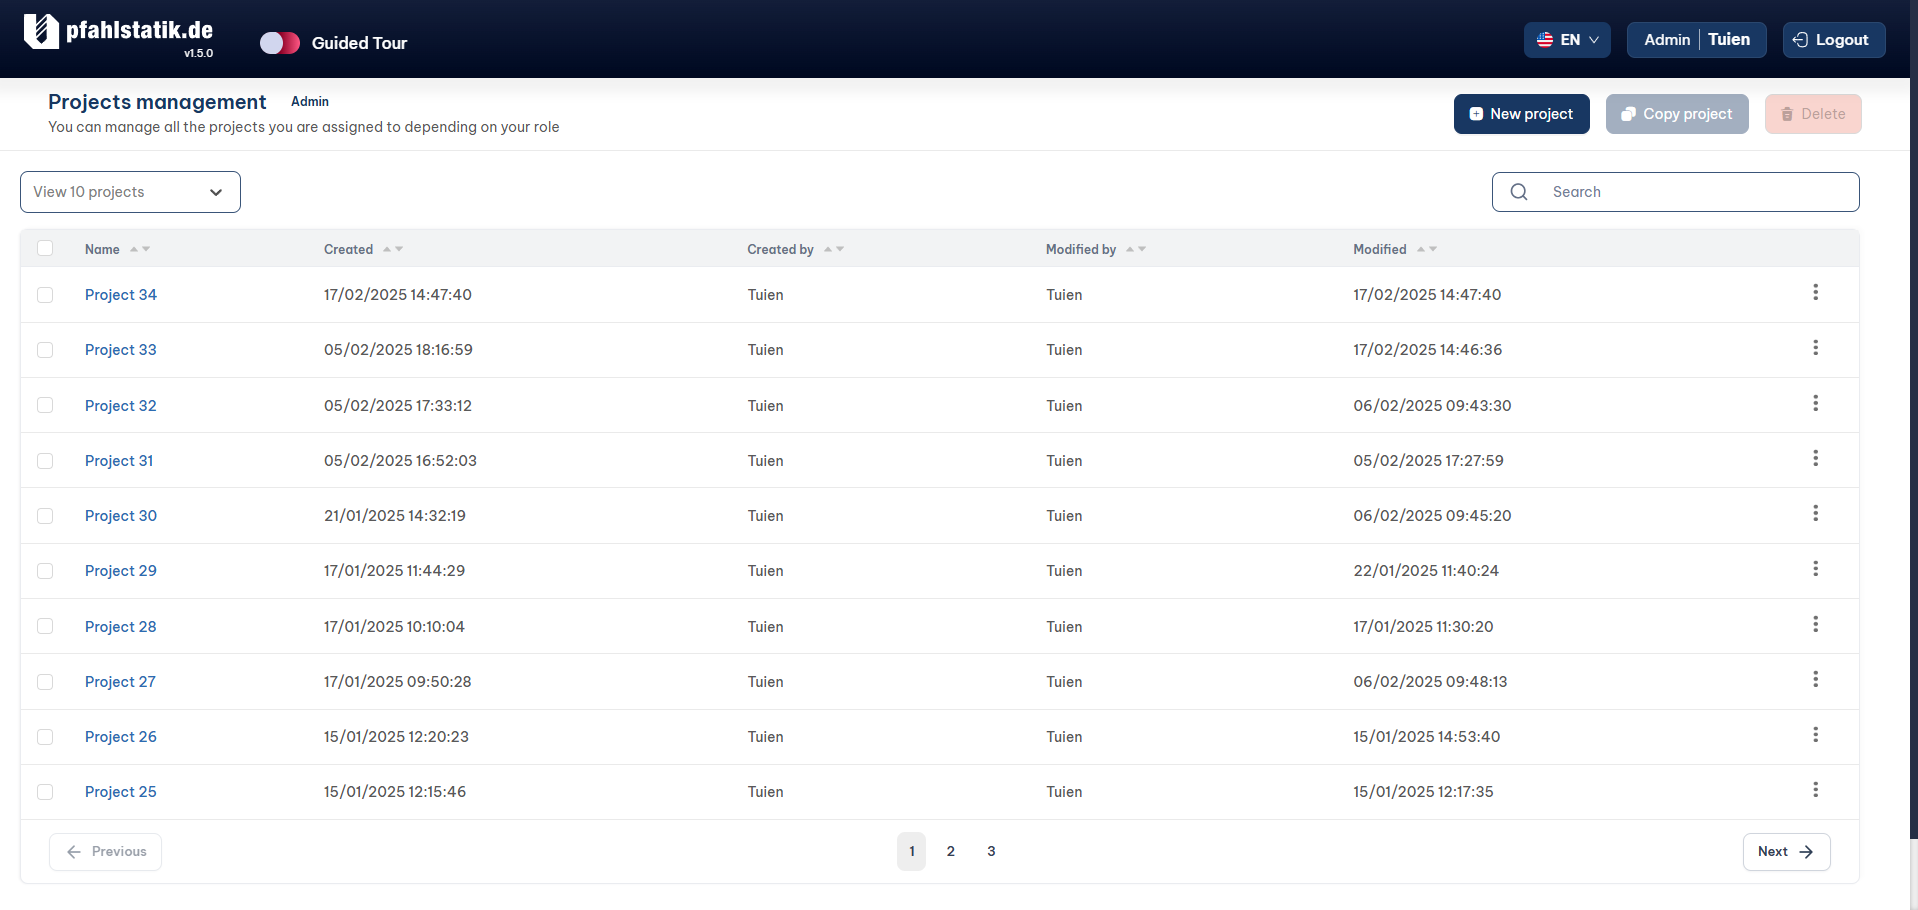 pfahlstatik.de
v1.5.0
Guided Tour
EN
Admin | Tuien
Logout
Projects management Admin
You can manage all the projects you are assigned to depending on your role
New project
Copy project
Delete
View 10 projects
Search
Name Created Created by Modified by Modified
Project 34 17/02/2025 14:47:40 Tuien Tuien 17/02/2025 14:47:40
Project 33 05/02/2025 18:16:59 Tuien Tuien 17/02/2025 14:46:36
Project 32 05/02/2025 17:33:12 Tuien Tuien 06/02/2025 09:43:30
Project 31 05/02/2025 16:52:03 Tuien Tuien 05/02/2025 17:27:59
Project 30 21/01/2025 14:32:19 Tuien Tuien 06/02/2025 09:45:20
Project 29 17/01/2025 11:44:29 Tuien Tuien 22/01/2025 11:40:24
Project 28 17/01/2025 10:10:04 Tuien Tuien 17/01/2025 11:30:20
Project 27 17/01/2025 09:50:28 Tuien Tuien 06/02/2025 09:48:13
Project 26 15/01/2025 12:20:23 Tuien Tuien 15/01/2025 14:53:40
Project 25 15/01/2025 12:15:46 Tuien Tuien 15/01/2025 12:17:35
Previous 1 2 3 Next